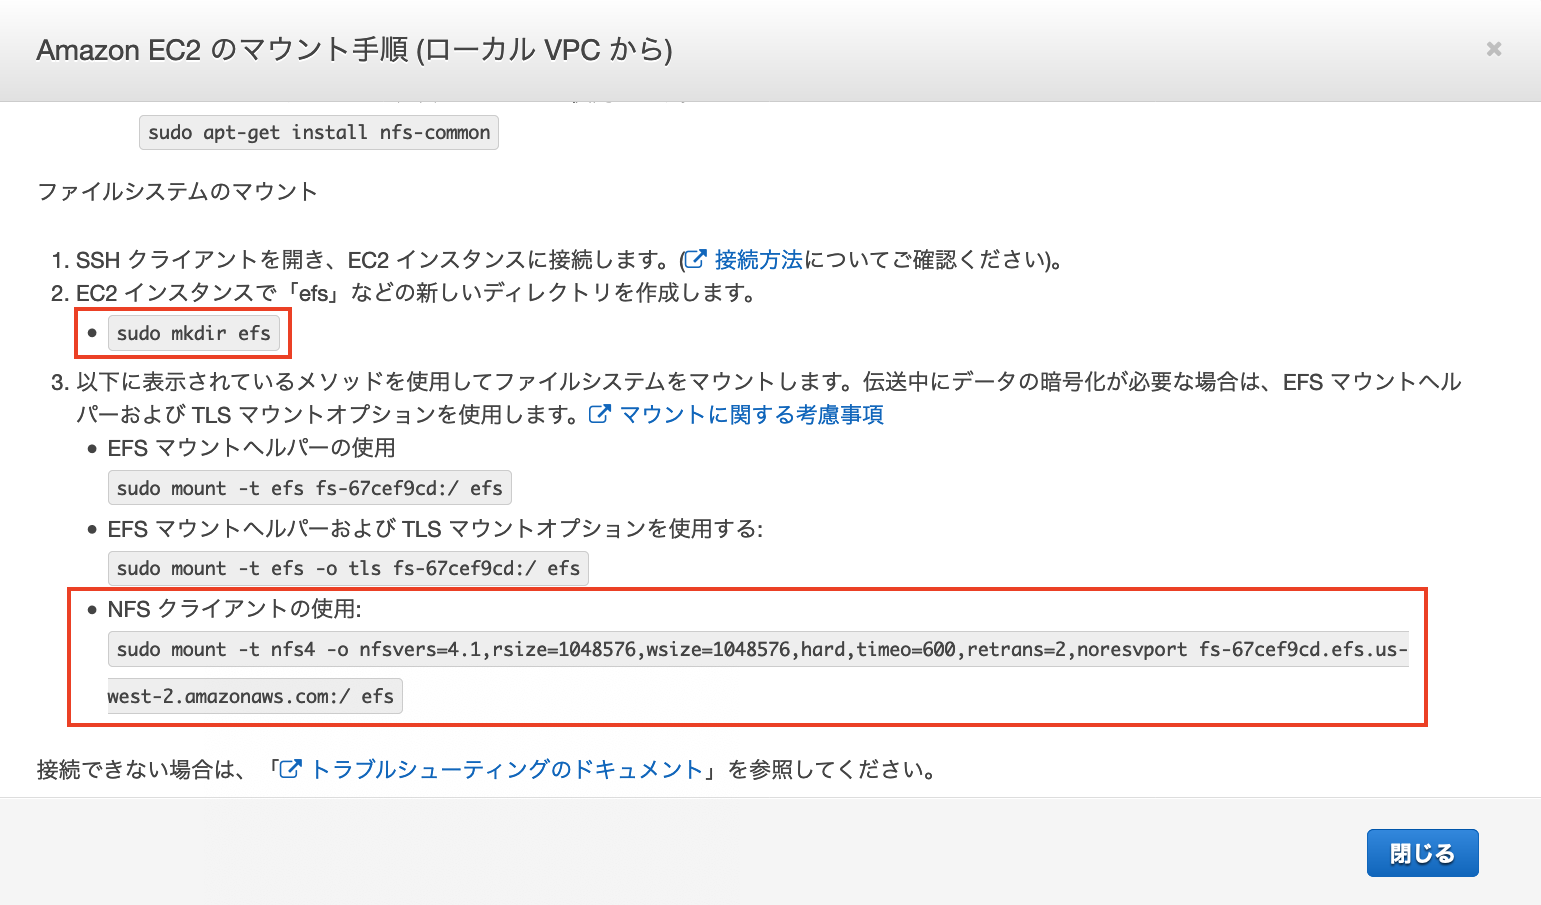 Amazon EC2 のマウント手順 (ローカル VPC から)
sudo apt-get install nfs-common
ファイルシステムのマウント
1. SSH クライアントを開き、EC2 インスタンスに接続します。(接続方法についてご確認ください)。
2. EC2 インスタンスで「efs」などの新しいディレクトリを作成します。
• sudo mkdir efs
3. 以下に表示されているメソッドを使用してファイルシステムをマウントします。伝送中にデータの暗号化が必要な場合は、EFS マウントヘル
パーおよび TLS マウントオプションを使用します。マウントに関する考慮事項
• EFS マウントヘルパーの使用
sudo mount -t efs fs-67cef9cd:/ efs
• EFS マウントヘルパーおよび TLS マウントオプションを使用する:
sudo mount -t efs -o tls fs-67cef9cd:/ efs
• NFS クライアントの使用:
sudo mount -t nfs4 -o nfsvers=4.1,rsize=1048576,wsize=1048576,hard,timeo=600,retrans=2,noresvport fs-67cef9cd.efs.us-
west-2.amazonaws.com:/ efs
接続できない場合は、「トラブルシューティングのドキュメント」を参照してください。
閉じる